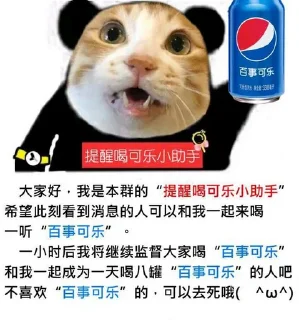 百事可乐
提醒喝可乐小助手
大家好，我是本群的“提醒喝可乐小助手”
希望此刻看到消息的人可以和我一起来喝
一听“百事可乐”。
一小时后我将继续监督大家喝“百事可乐”
和我一起成为一天喝八罐“百事可乐”的人吧
不喜欢“百事可乐”的，可以去死哦(　^ω^)